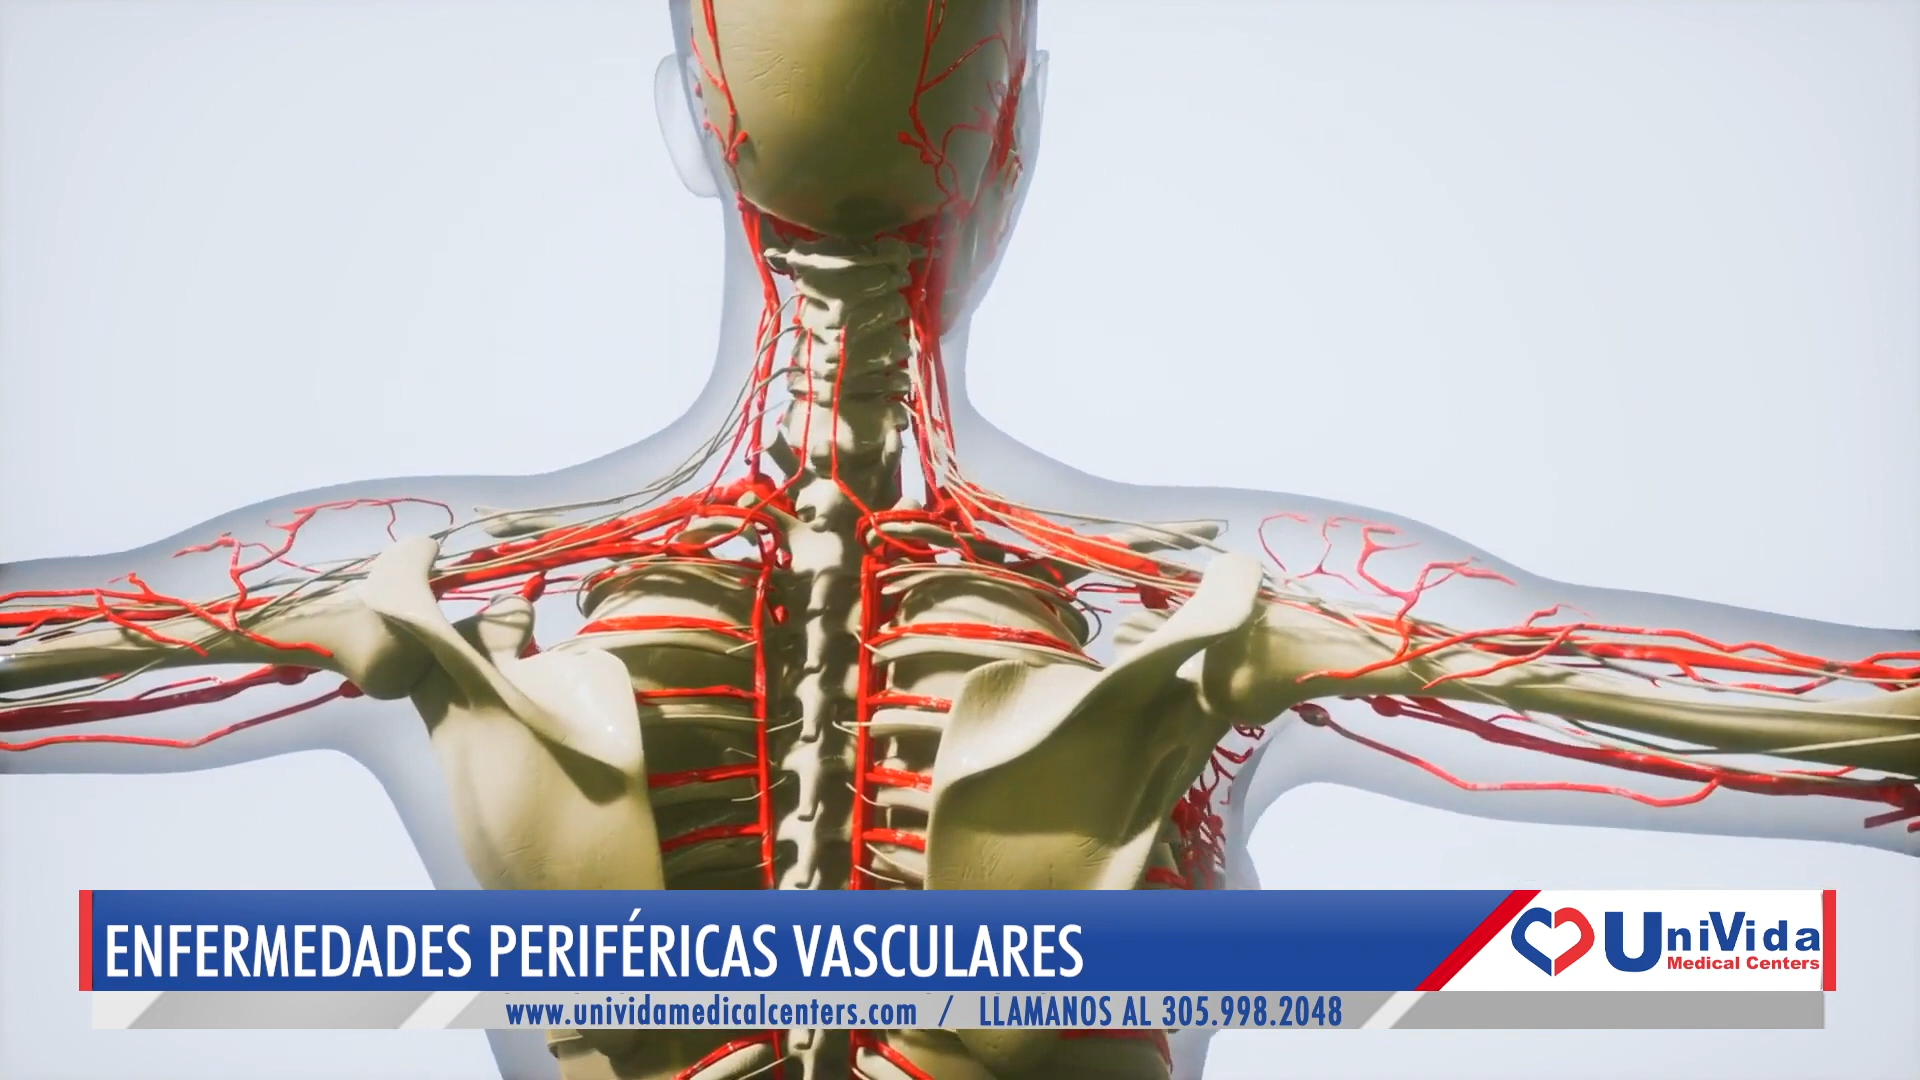 ENFERMEDADES PERIFÉRICAS VASCULARES
UniVida
Medical Centers
www.unividamedicalcenters.com / LLAMANOS AL 305.998.2048